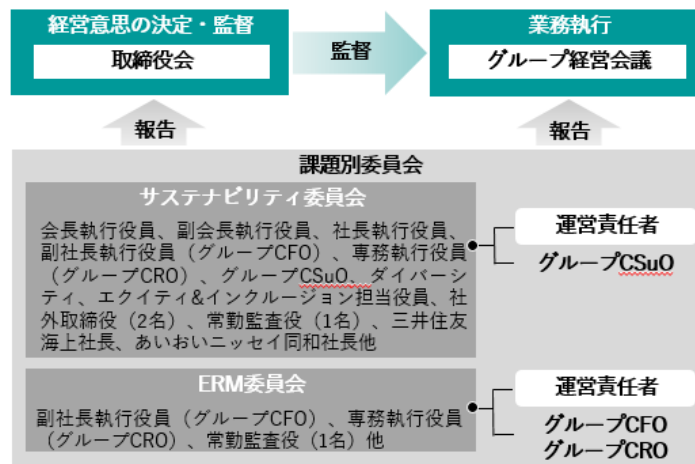 経営意思の決定・監督
取締役会
監督
業務執行
グループ経営会議
報告
報告
課題別委員会
サステナビリティ委員会
会長執行役員、副会長執行役員、社長執行役員、
副社長執行役員（グループCFO）、専務執行役員
（グループCRO）、グループCSuO、ダイバーシ
ティ、エクイティ&インクルージョン担当役員、社
外取締役（2名）、常勤監査役（1名）、三井住友
海上社長、あいおいニッセイ同和社長他
運営責任者
グループCSuO
ERM委員会
副社長執行役員（グループCFO）、専務執行役員
（グループCRO）、常勤監査役（1名）他
運営責任者
グループCFO
グループCRO